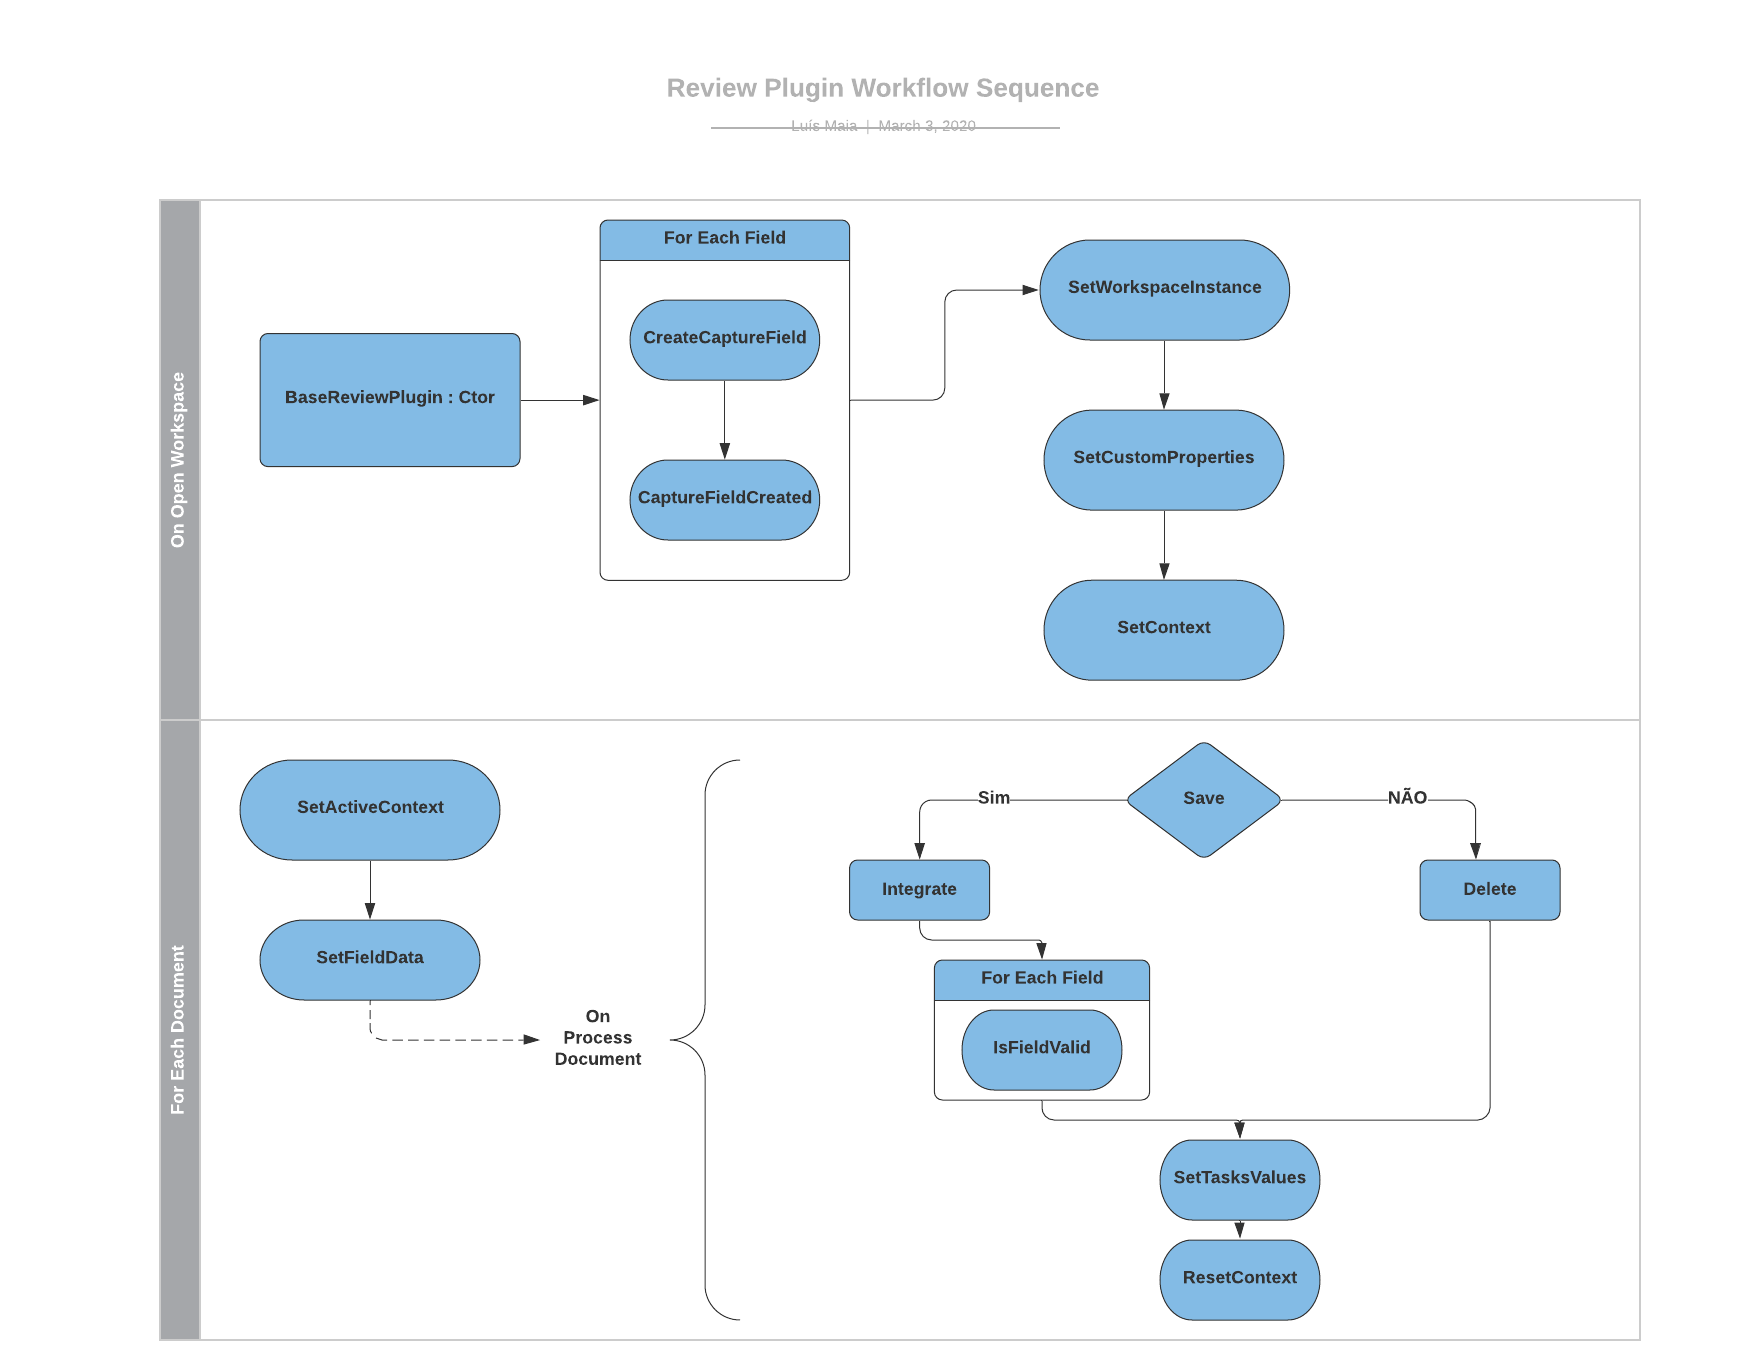 Review Plugin Workflow Sequence
Luís Maia | March 3, 2020
On Open Workspace
For Each Field
CreateCaptureField
BaseReviewPlugin : Ctor
CaptureFieldCreated
SetWorkspaceInstance
SetCustomProperties
SetContext
For Each Document
SetActiveContext
SetFieldData
On
Process
Document
Save
Sim
NÃO
Integrate
Delete
For Each Field
IsFieldValid
SetTasksValues
ResetContext